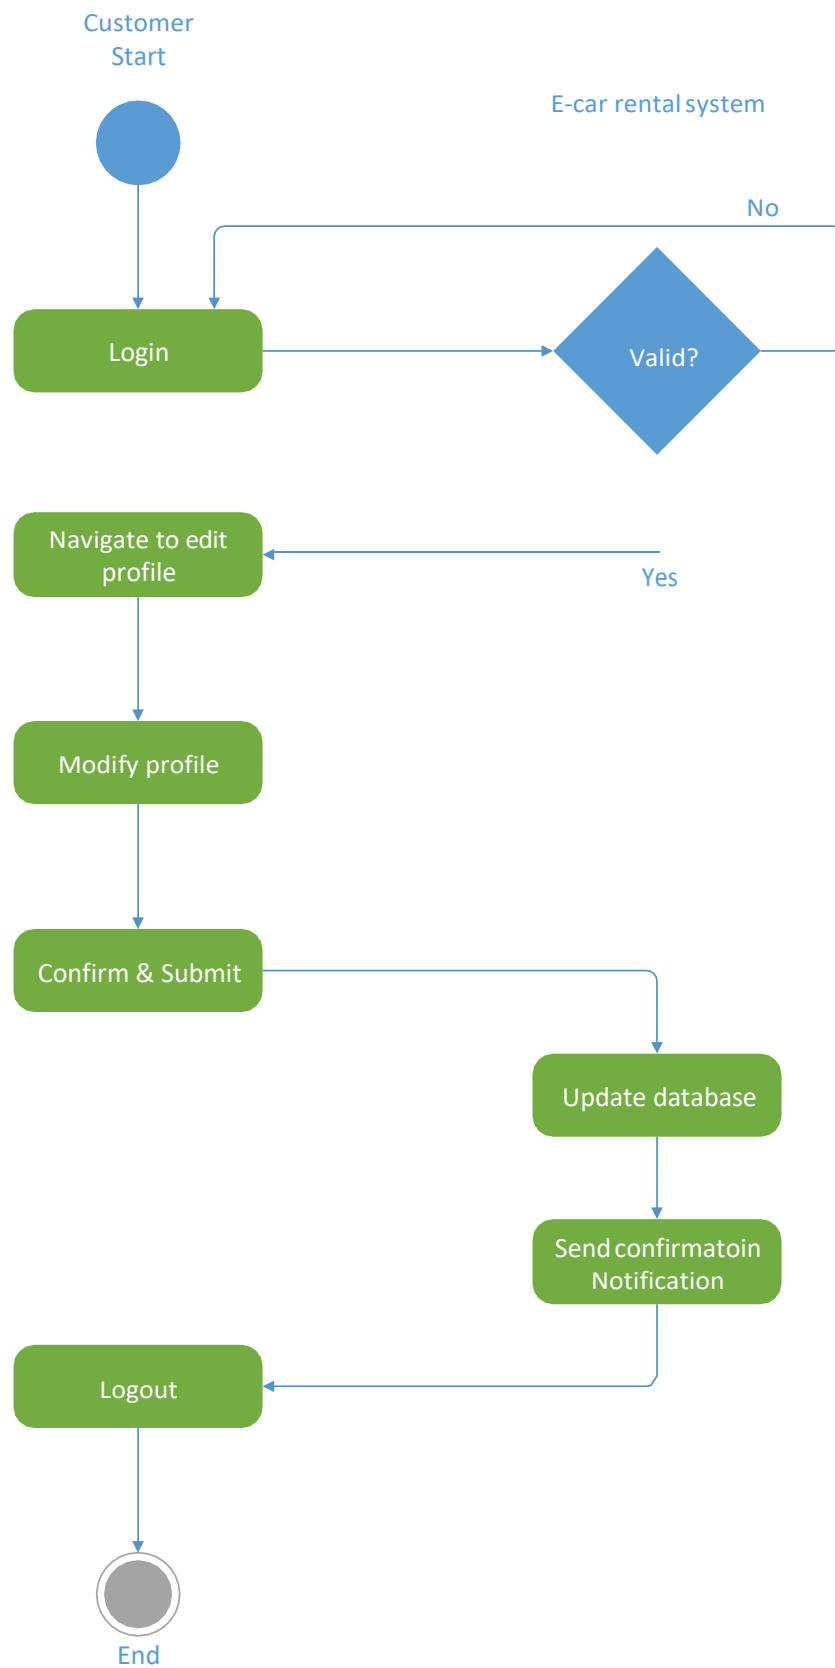 Customer
Start
E-car rental system
No
Login
Valid?
Navigate to edit
profile
Yes
Modify profile
Confirm & Submit
Update database
Send confirmatoin
Notification
Logout
End